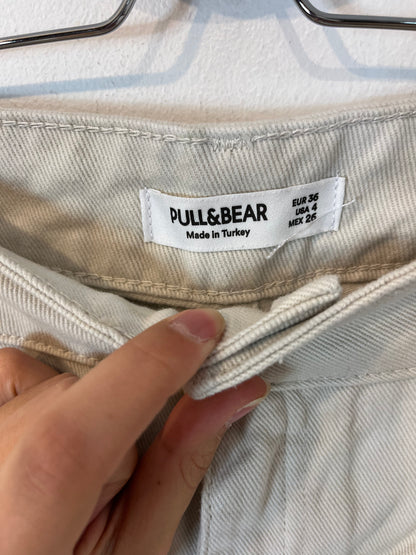 PULL&BEAR
Made in Turkey
EUR 36
USA 4
MEX 26